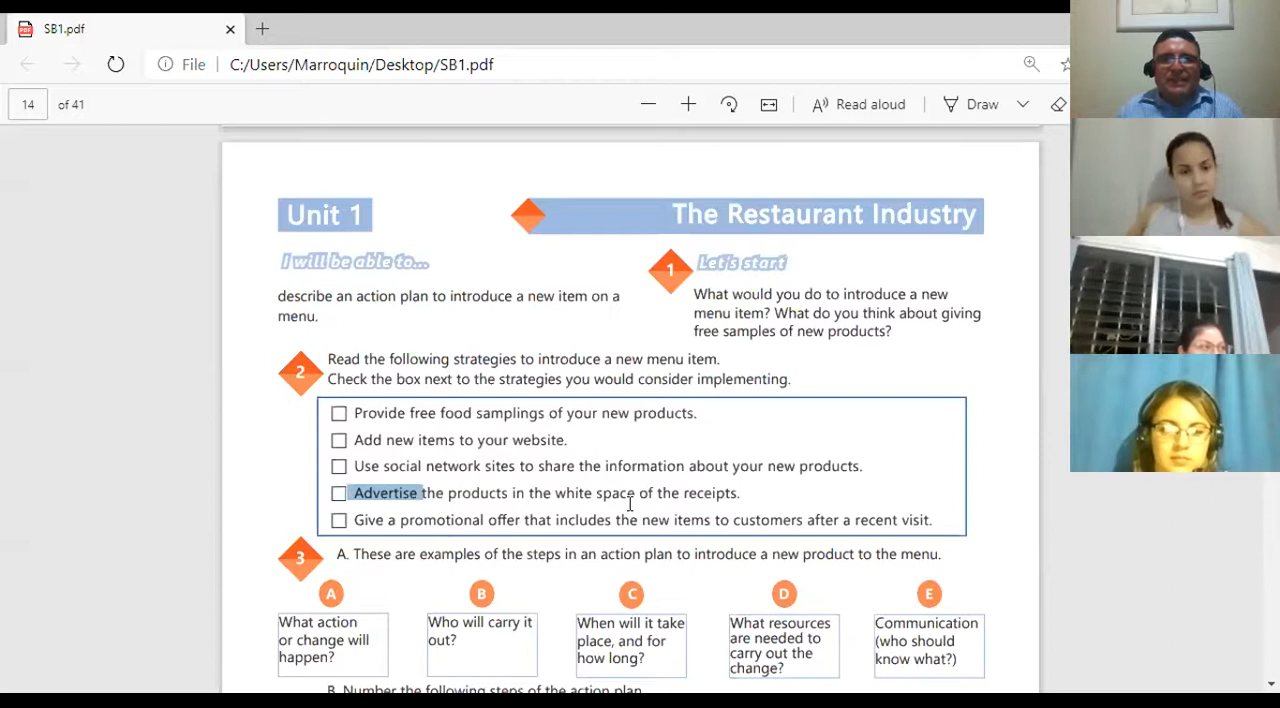 SB1.pdf
File C:/Users/Marroquin/Desktop/SB1.pdf
14 of 41 Read aloud Draw
Unit 1 The Restaurant Industry
I will be able to...
describe an action plan to introduce a new item on a
menu.
1 Let's start
What would you do to introduce a new
menu item? What do you think about giving
free samples of new products?
2 Read the following strategies to introduce a new menu item.
Check the box next to the strategies you would consider implementing.
Provide free food samplings of your new products.
Add new items to your website.
Use social network sites to share the information about your new products.
Advertise the products in the white space of the receipts.
Give a promotional offer that includes the new items to customers after a recent visit.
3 A. These are examples of the steps in an action plan to introduce a new product to the menu.
A
What action
or change will
happen?
B
Who will carry it
out?
C
When will it take
place, and for
how long?
D
What resources
are needed to
carry out the
change?
E
Communication
(who should
know what?)
B. Number the following steps of the action plan